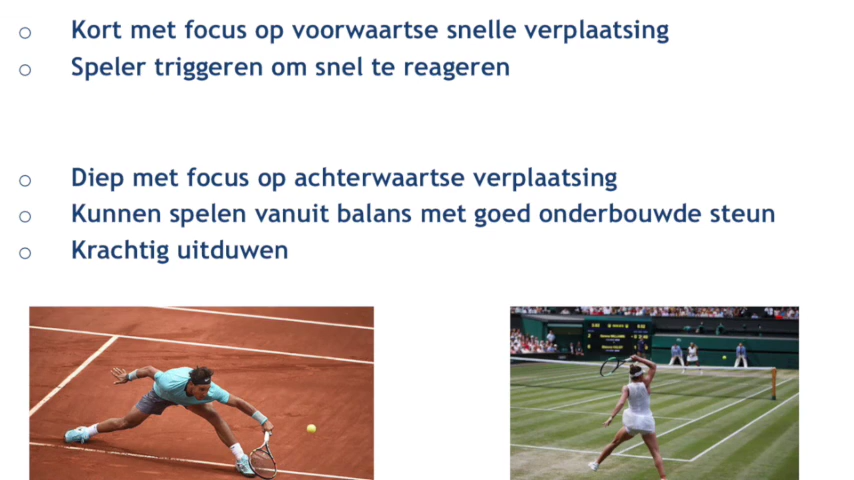 Kort met focus op voorwaartse snelle verplaatsing
Speler triggeren om snel te reageren
Diep met focus op achterwaartse verplaatsing
Kunnen spelen vanuit balans met goed onderbouwde steun
Krachtig uitduwen